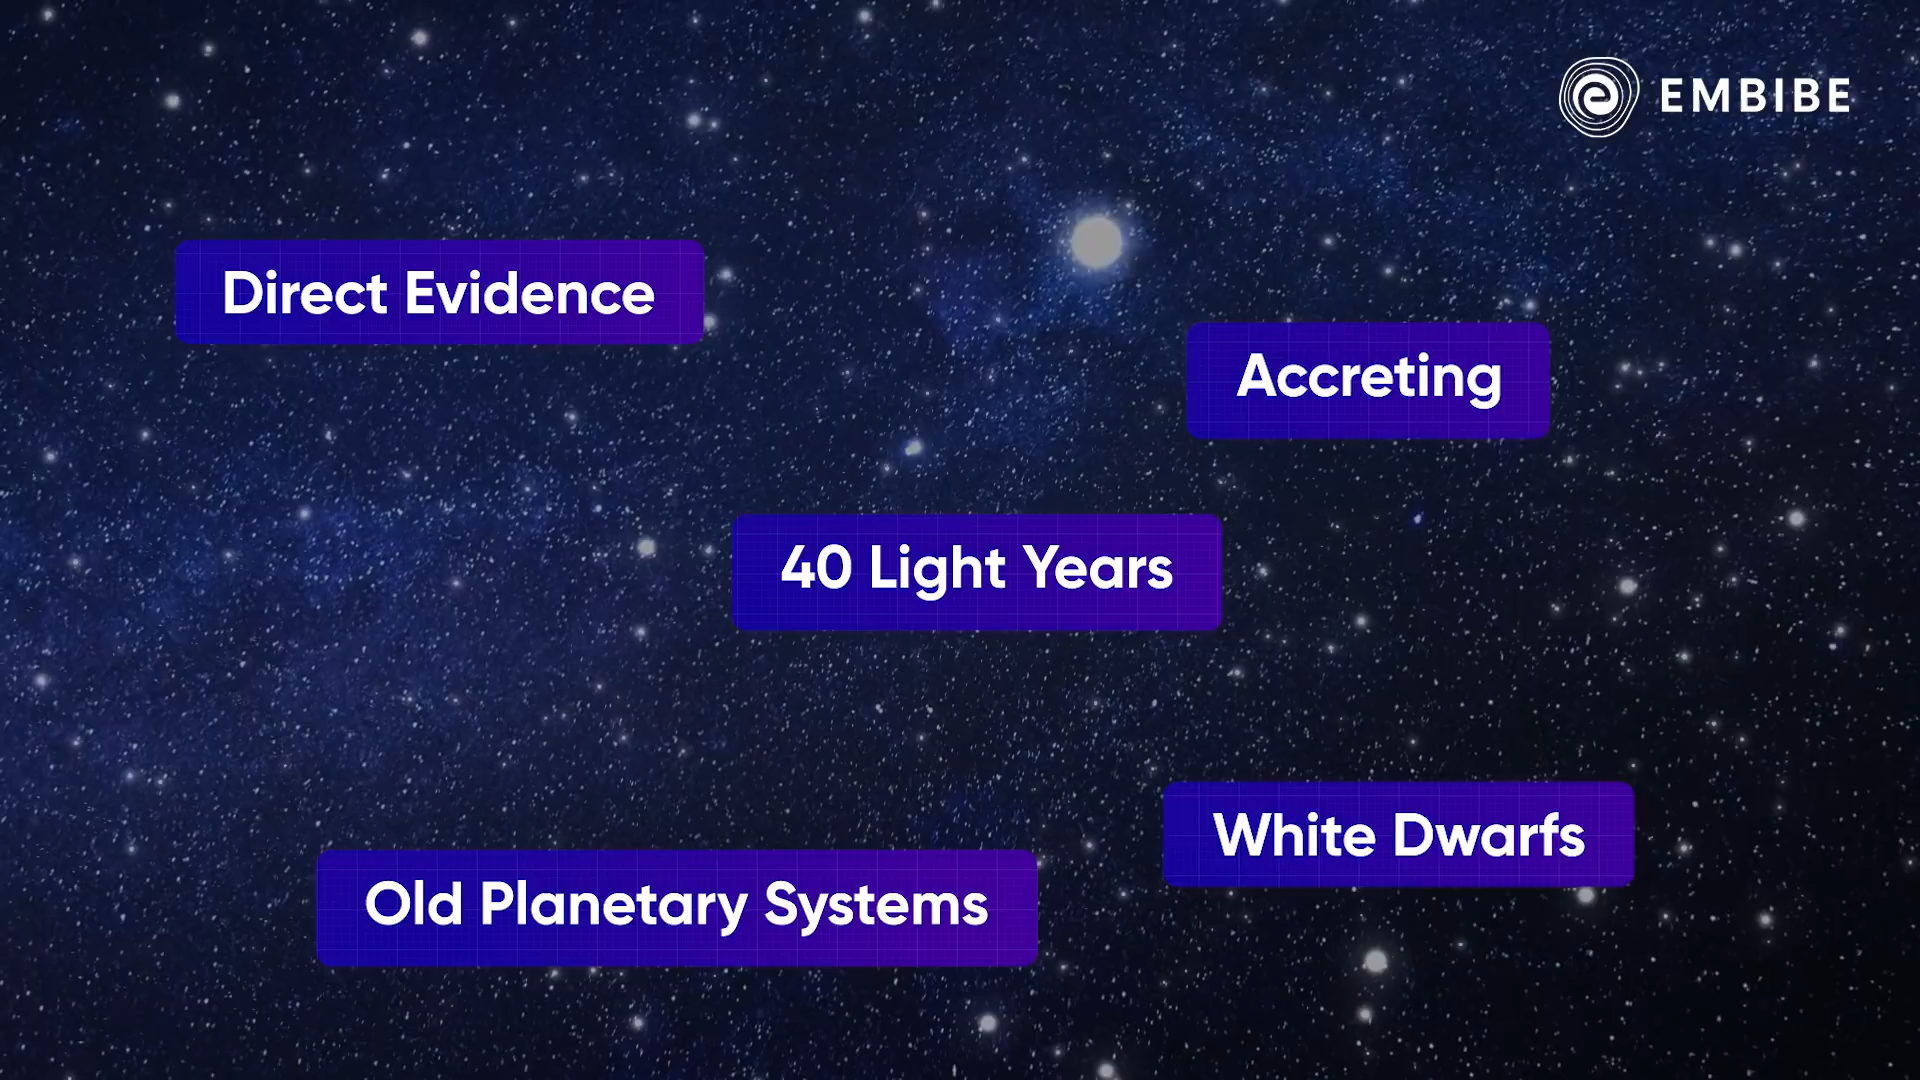 EMBIBE
Direct Evidence
Accreting
40 Light Years
White Dwarfs
Old Planetary Systems